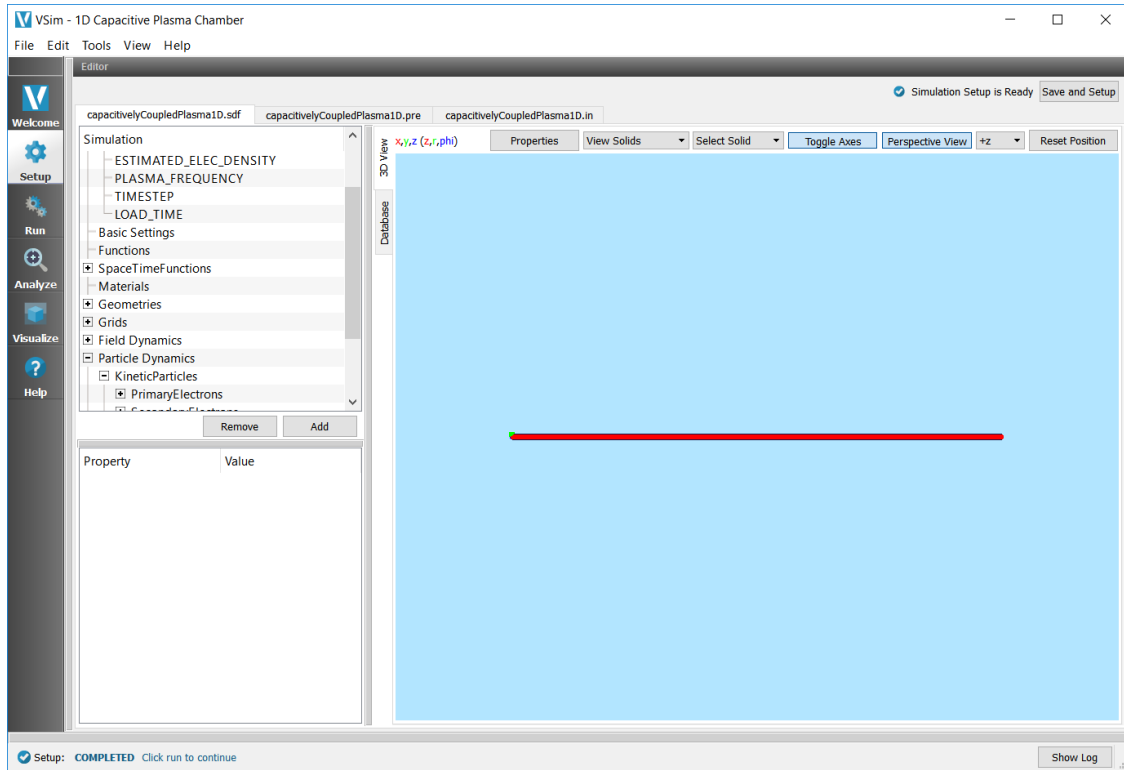 VSim - 1D Capacitive Plasma Chamber
File Edit Tools View Help
Editor
Simulation Setup is Ready Save and Setup
Welcome
Setup
Run
Analyze
Visualize
Help
capacitivelyCoupledPlasma1D.sdf capacitivelyCoupledPlasma1D.pre capacitivelyCoupledPlasma1D.in
Simulation
ESTIMATED_ELEC_DENSITY
PLASMA_FREQUENCY
TIMESTEP
LOAD_TIME
Basic Settings
Functions
SpaceTimeFunctions
Materials
Geometries
Grids
Field Dynamics
Particle Dynamics
KineticParticles
PrimaryElectrons
SecondaryElectrons
Remove Add
Property Value
3D View
Database
x,y,z (z,r,phi) Properties View Solids Select Solid Toggle Axes Perspective View +z Reset Position
Setup: COMPLETED Click run to continue Show Log